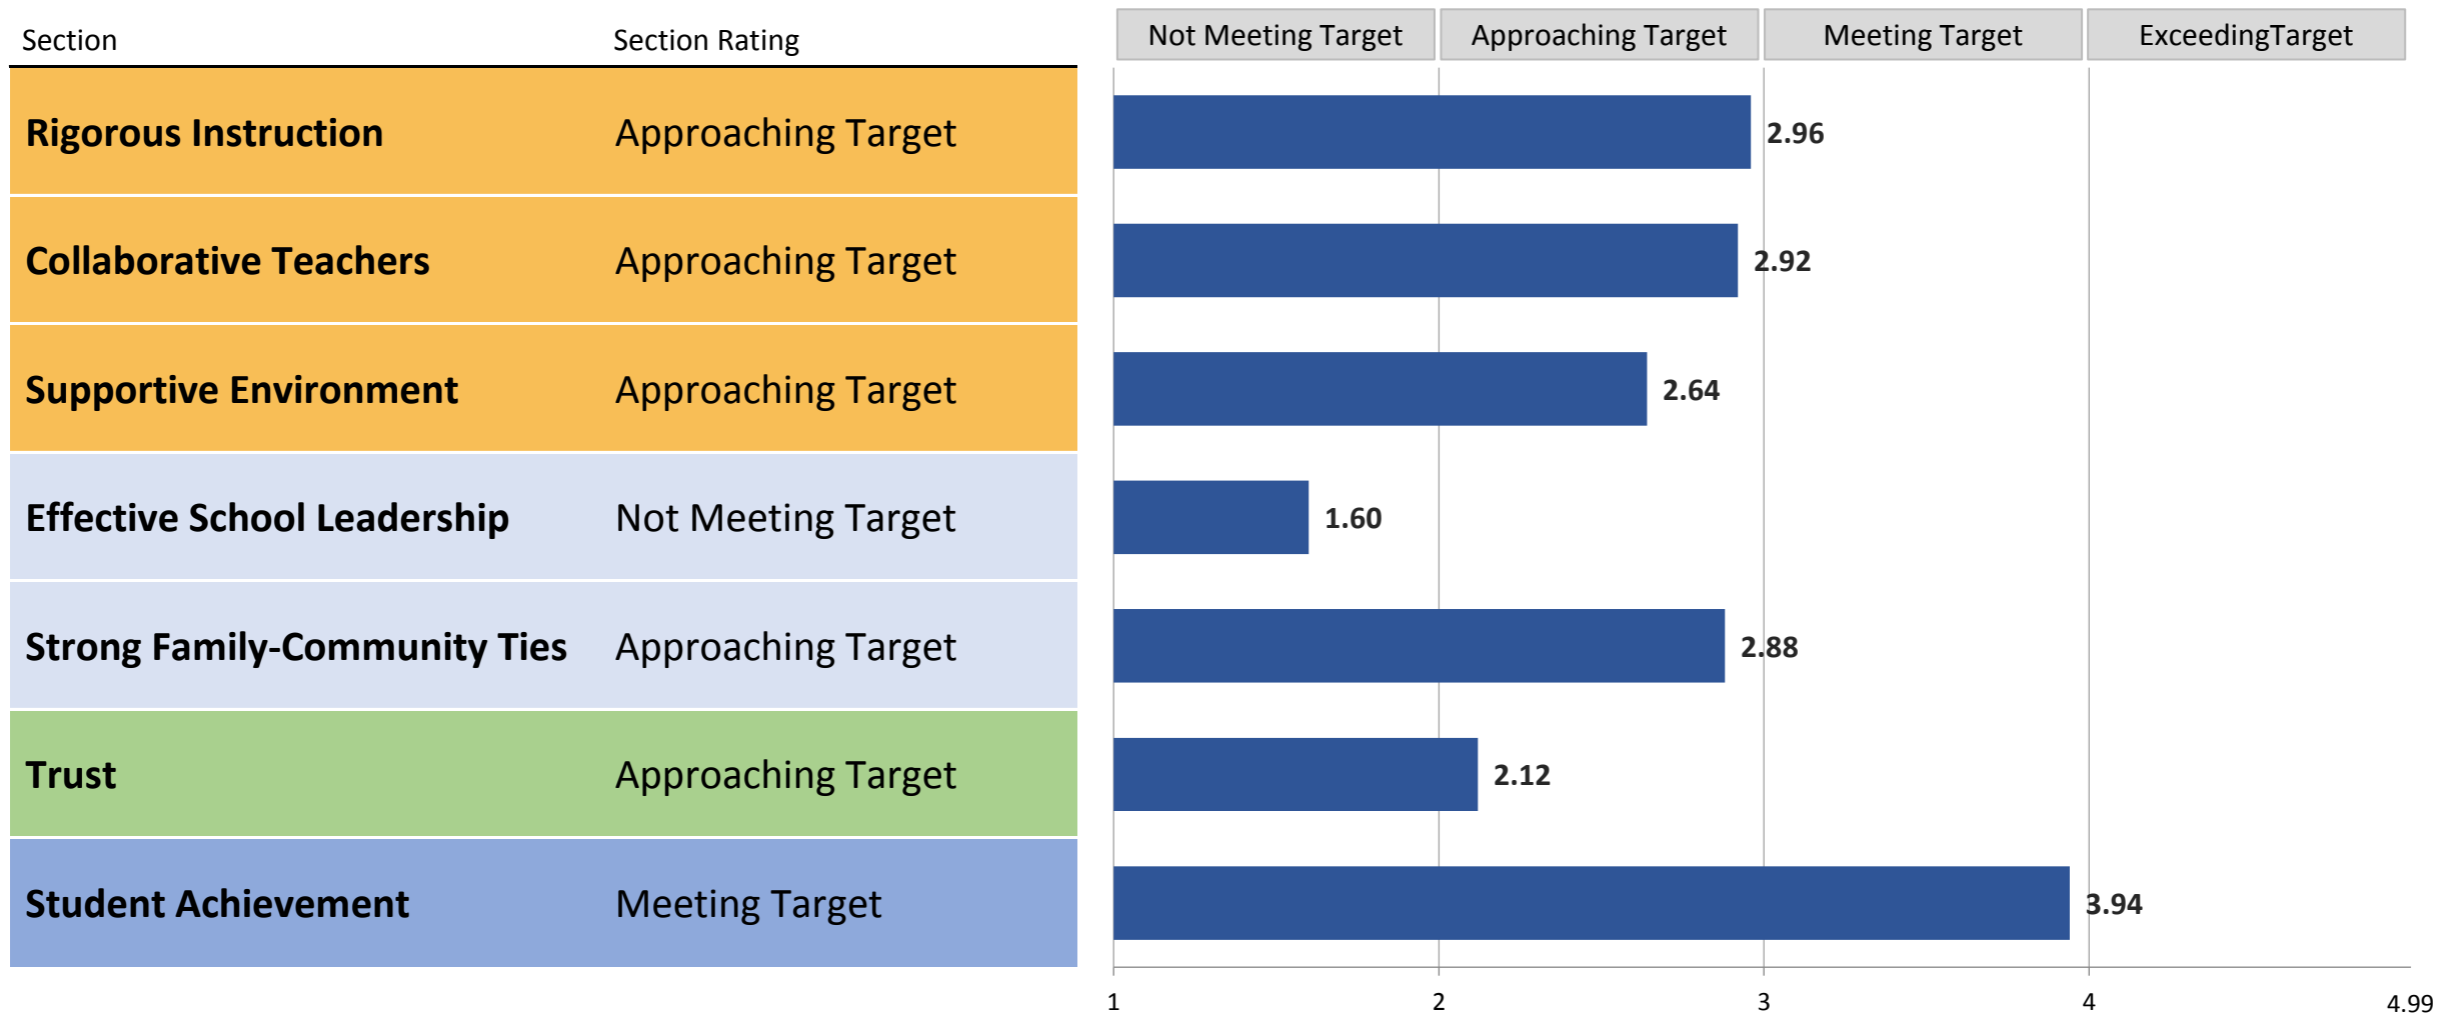 Section Section Rating Not Meeting Target Approaching Target Meeting Target ExceedingTarget
Rigorous Instruction Approaching Target 2.96
Collaborative Teachers Approaching Target 2.92
Supportive Environment Approaching Target 2.64
Effective School Leadership Not Meeting Target 1.60
Strong Family-Community Ties Approaching Target 2.88
Trust Approaching Target 2.12
Student Achievement Meeting Target 3.94
1 2 3 4 4.99